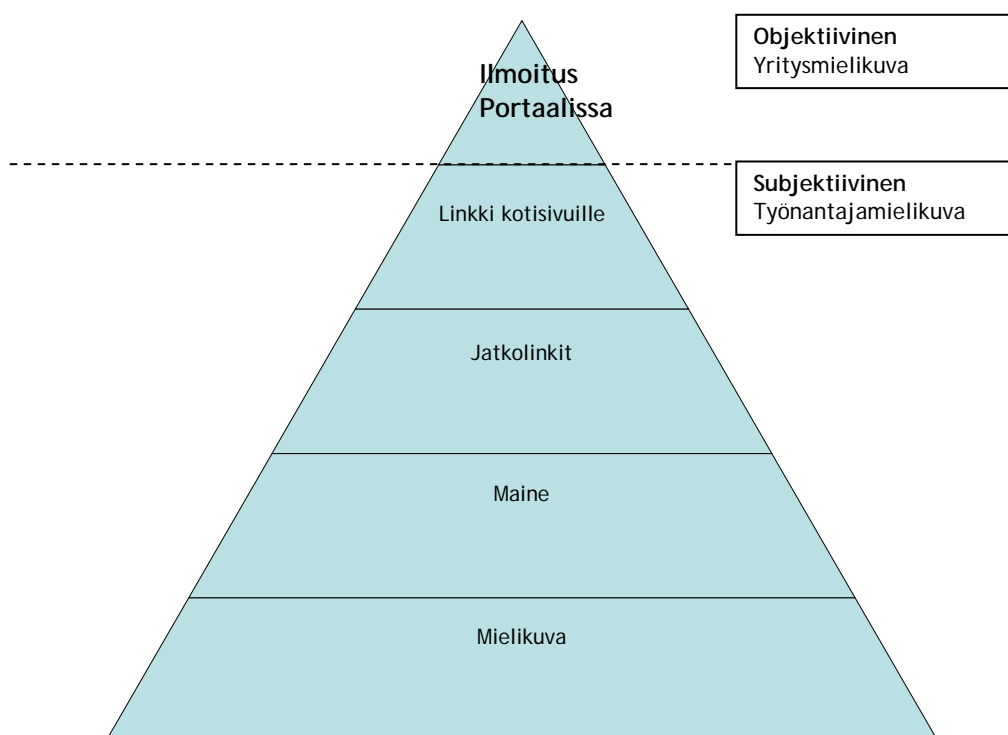 Objektiivinen
Yritysmielikuva
Ilmoitus
Portaalissa
Subjektiivinen
Työnantajamielikuva
Linkki kotisivuille
Jatkolinkit
Maine
Mielikuva